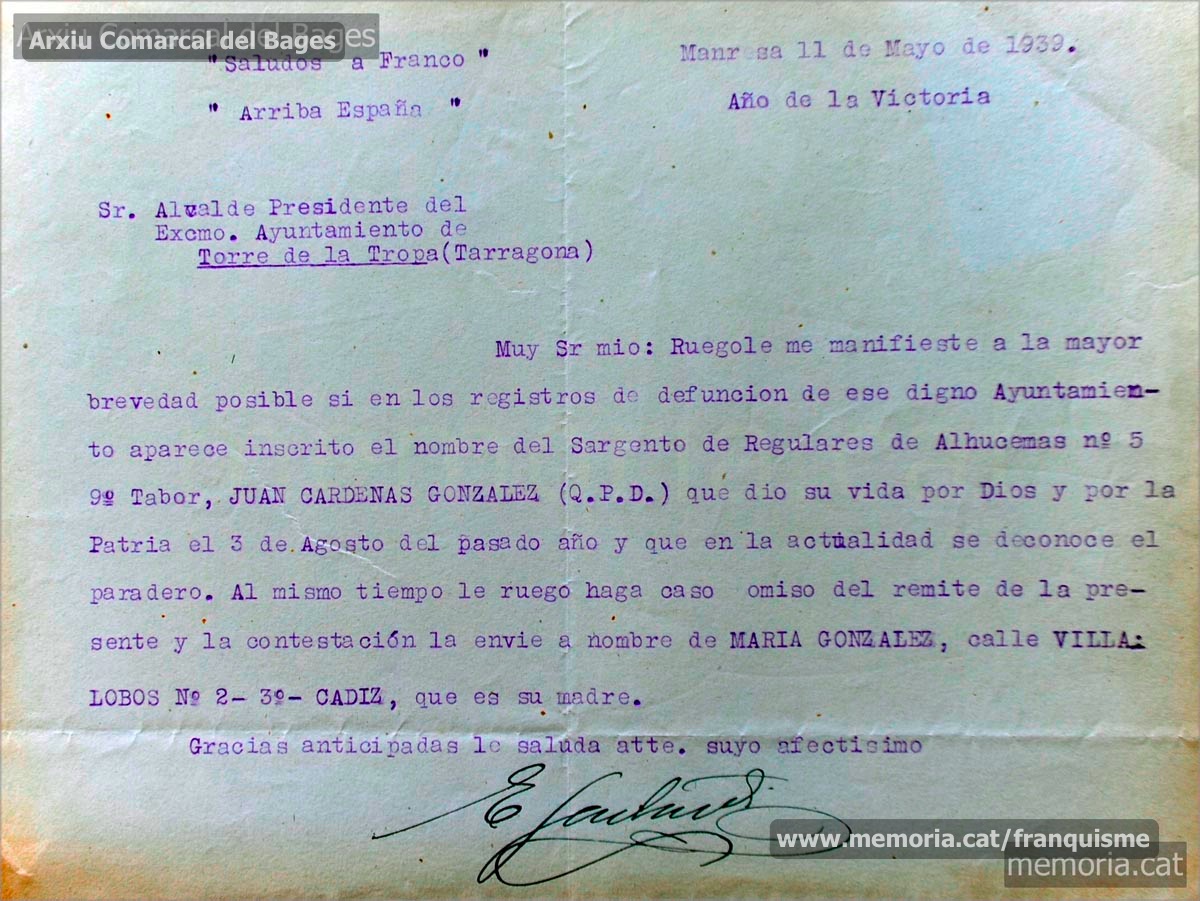 Arxiu Comarcal del Bages
Arxiu Comarcal del Bages
"Saludos a Franco"
" Arriba España "
Manresa 11 de Mayo de 1939.
Año de la Victoria
Sr. Alcalde Presidente del
Excmo. Ayuntamiento de
Torre de la Tropa(Tarragona)
Muy Sr mio: Ruegole me manifieste a la mayor
brevedad posible si en los registros de defuncion de ese digno Ayuntamien-
to aparece inscrito el nombre del Sargento de Regulares de Alhucemas nº 5
9º Tabor, JUAN CARDENAS GONZALEZ (Q.P.D.) que dio su vida por Dios y por la
Patria el 3 de Agosto del pasado año y que en la actualidad se deconoce el
paradero. Al mismo tiempo le ruego haga caso omiso del remite de la pre-
sente y la contestación la envie a nombre de MARIA GONZALEZ, calle VILLA-
LOBOS Nº 2- 3º- CADIZ, que es su madre.
Gracias anticipadas le saluda atte. suyo afectisimo
E
www.memoria.cat/franquisme
memoria.cat